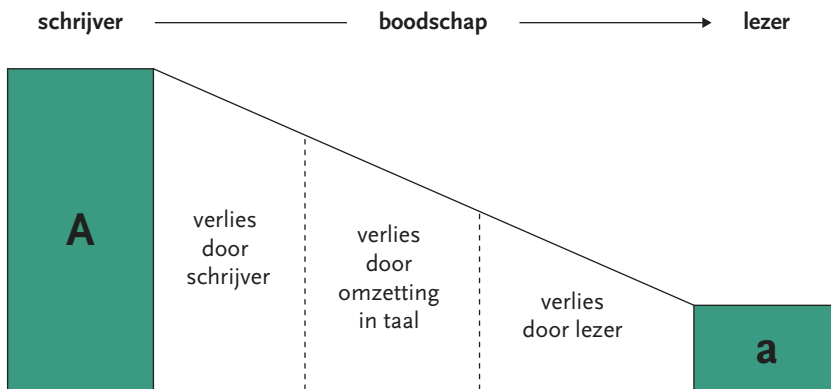 schrijver boodschap lezer
A
verlies
door
schrijver
verlies
door
omzetting
in taal
verlies
door lezer
a